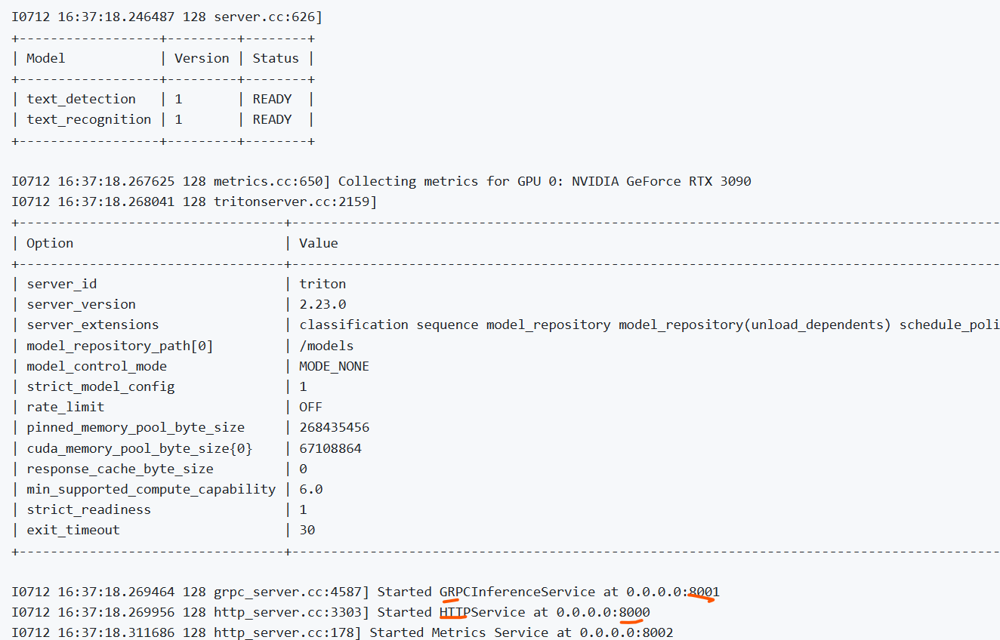 I0712 16:37:18.246487 128 server.cc:626]
+------------------+---------+--------+
| Model            | Version | Status |
+------------------+---------+--------+
| text_detection   | 1       | READY  |
| text_recognition | 1       | READY  |
+------------------+---------+--------+
I0712 16:37:18.267625 128 metrics.cc:650] Collecting metrics for GPU 0: NVIDIA GeForce RTX 3090
I0712 16:37:18.268041 128 tritonserver.cc:2159]
+----------------------------------+-------------------------------------------------------------------------------------------
| Option                           | Value
+----------------------------------+-------------------------------------------------------------------------------------------
| server_id                        | triton
| server_version                   | 2.23.0
| server_extensions                | classification sequence model_repository model_repository(unload_dependents) schedule_poli
| model_repository_path[0]         | /models
| model_control_mode               | MODE_NONE
| strict_model_config              | 1
| rate_limit                       | OFF
| pinned_memory_pool_byte_size     | 268435456
| cuda_memory_pool_byte_size{0}    | 67108864
| response_cache_byte_size         | 0
| min_supported_compute_capability | 6.0
| strict_readiness                 | 1
| exit_timeout                     | 30
+----------------------------------+-------------------------------------------------------------------------------------------
I0712 16:37:18.269464 128 grpc_server.cc:4587] Started GRPCInferenceService at 0.0.0.0:8001
I0712 16:37:18.269956 128 http_server.cc:3303] Started HTTPService at 0.0.0.0:8000
I0712 16:37:18.311686 128 http_server.cc:178] Started Metrics Service at 0.0.0.0:8002